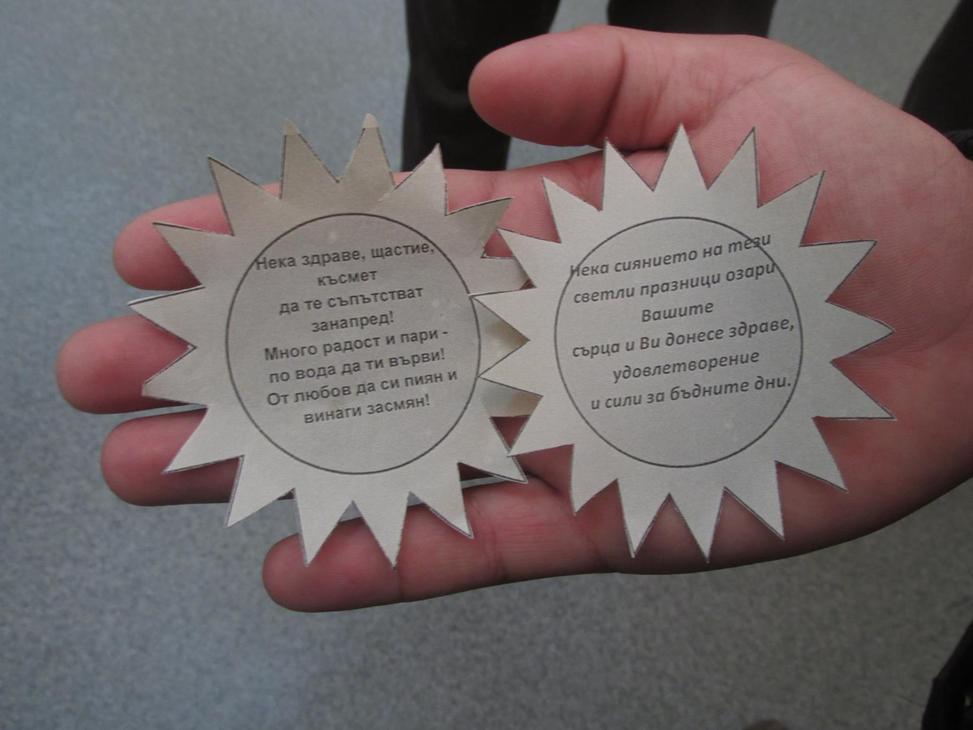 Нека здраве, щастие,
късмет
да те съпътстват
занапред!
Много радост и пари -
по вода да ти върви!
От любов да си пиян и
винаги засмян!
Нека сиянието на тези
светли празници озари
Вашите
сърца и Ви донесе здраве,
удовлетворение
и сили за бъдните дни.